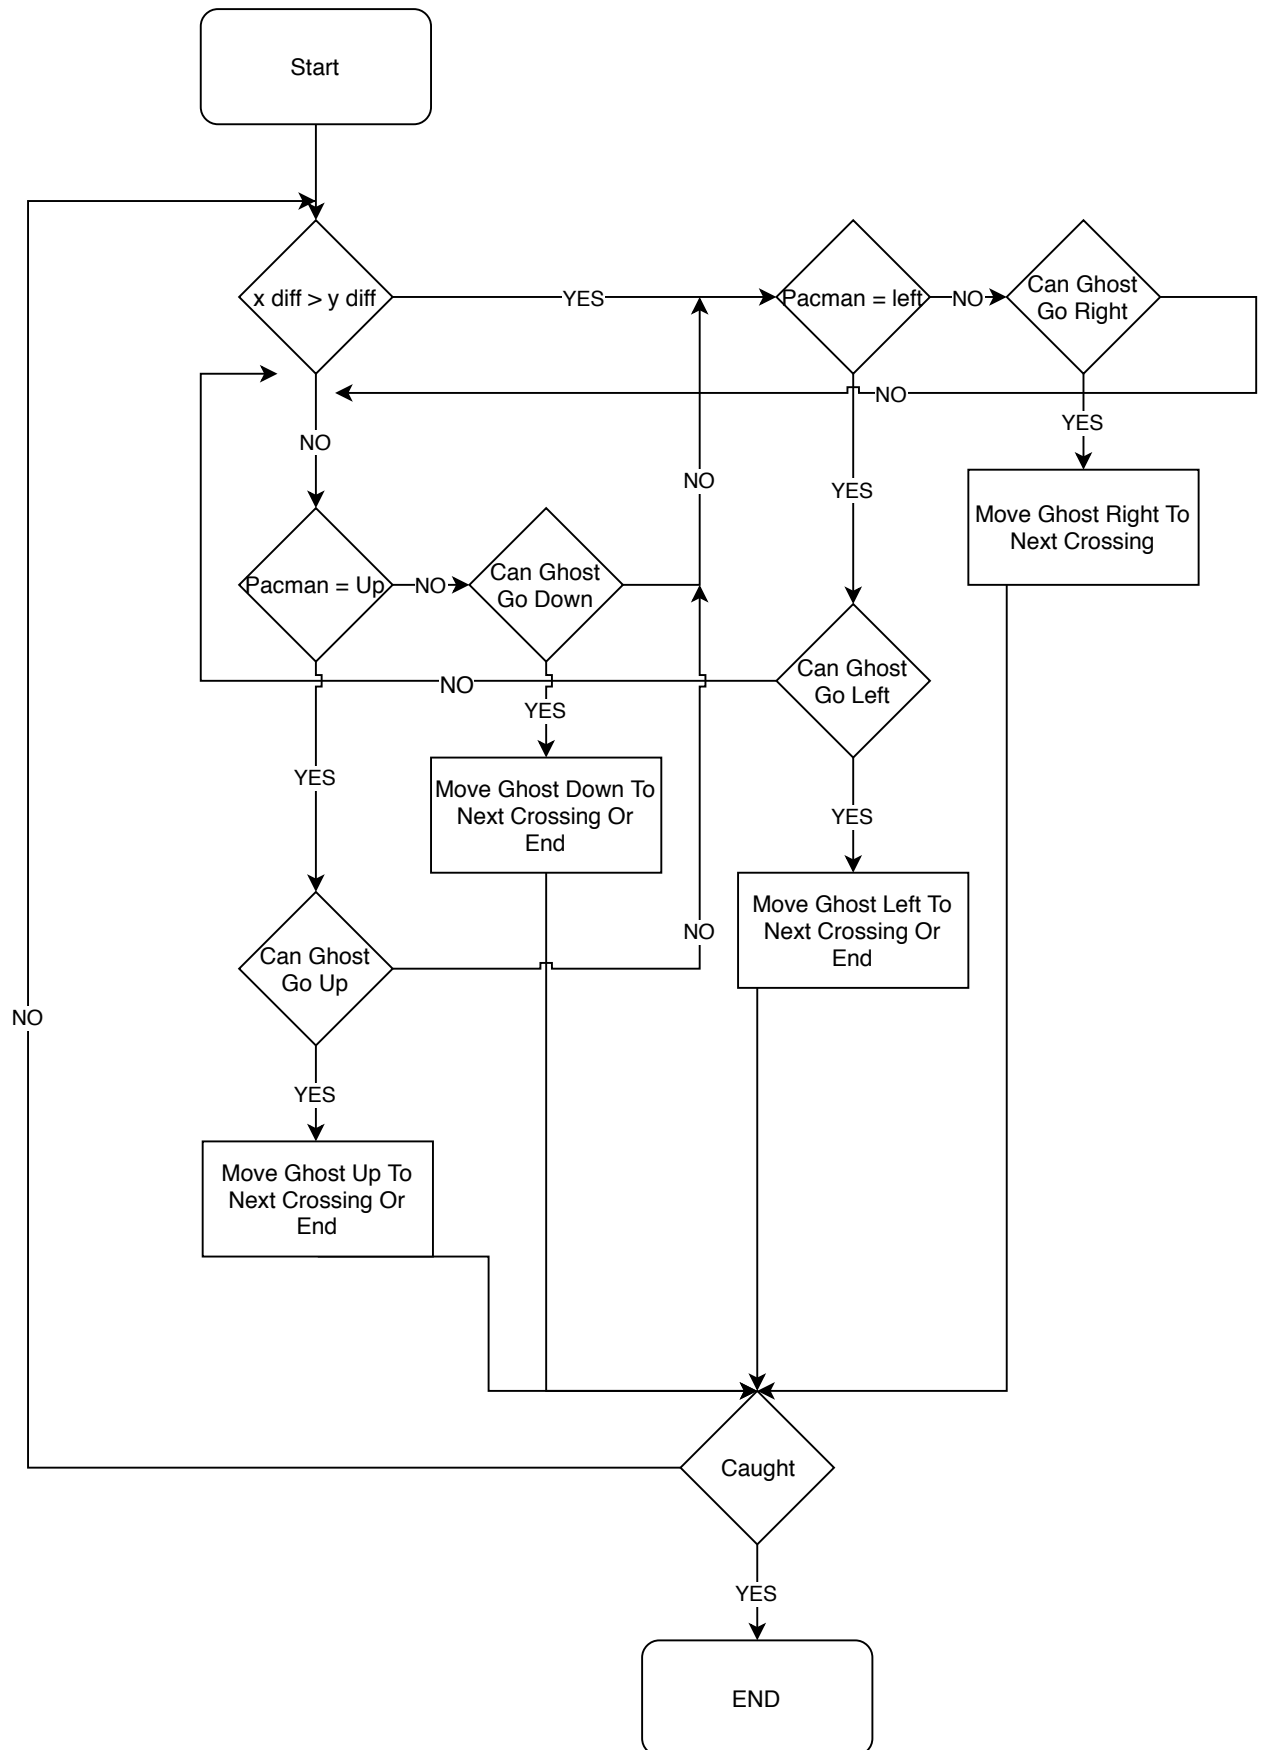 Start
x diff > y diff
YES
Pacman = left
NO
Can Ghost
Go Right
NO
YES
NO
NO
YES
Move Ghost Right To
Next Crossing
Pacman = Up
NO
Can Ghost
Go Down
Can Ghost
Go Left
NO
YES
YES
Move Ghost Down To
Next Crossing Or
End
YES
Move Ghost Left To
Next Crossing Or
End
NO
Can Ghost
Go Up
NO
YES
Move Ghost Up To
Next Crossing Or
End
Caught
YES
END